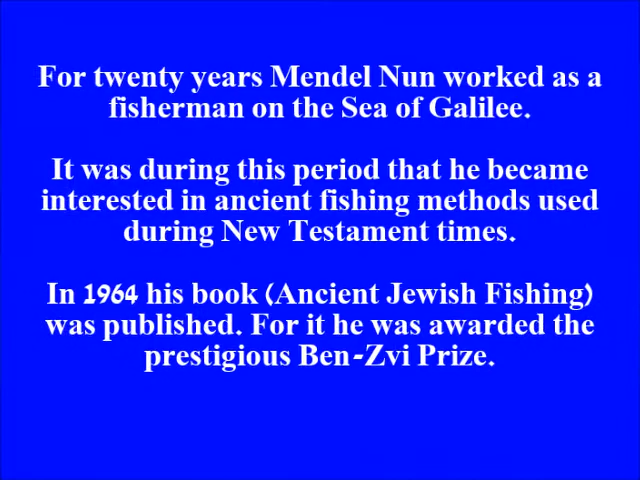 For twenty years Mendel Nun worked as a
fisherman on the Sea of Galilee.
It was during this period that he became
interested in ancient fishing methods used
during New Testament times.
In 1964 his book (Ancient Jewish Fishing)
was published. For it he was awarded the
prestigious Ben-Zvi Prize.